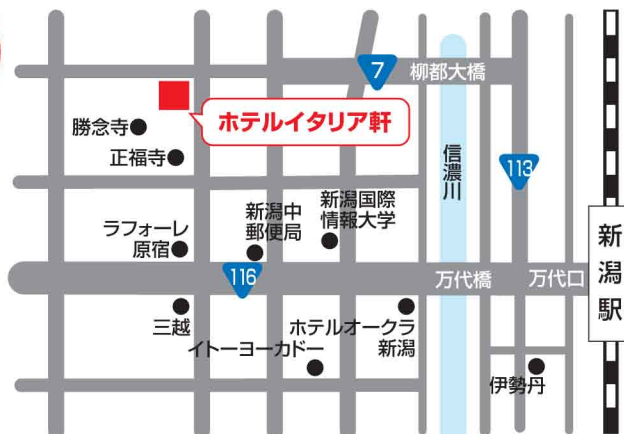 7
柳都大橋
ホテルイタリア軒
勝念寺
正福寺
信濃川
113
新潟国際
情報大学
新潟中
郵便局
ラフォーレ
原宿
新潟駅
116
万代橋
万代口
三越
ホテルオークラ
新潟
イトーヨーカドー
伊勢丹